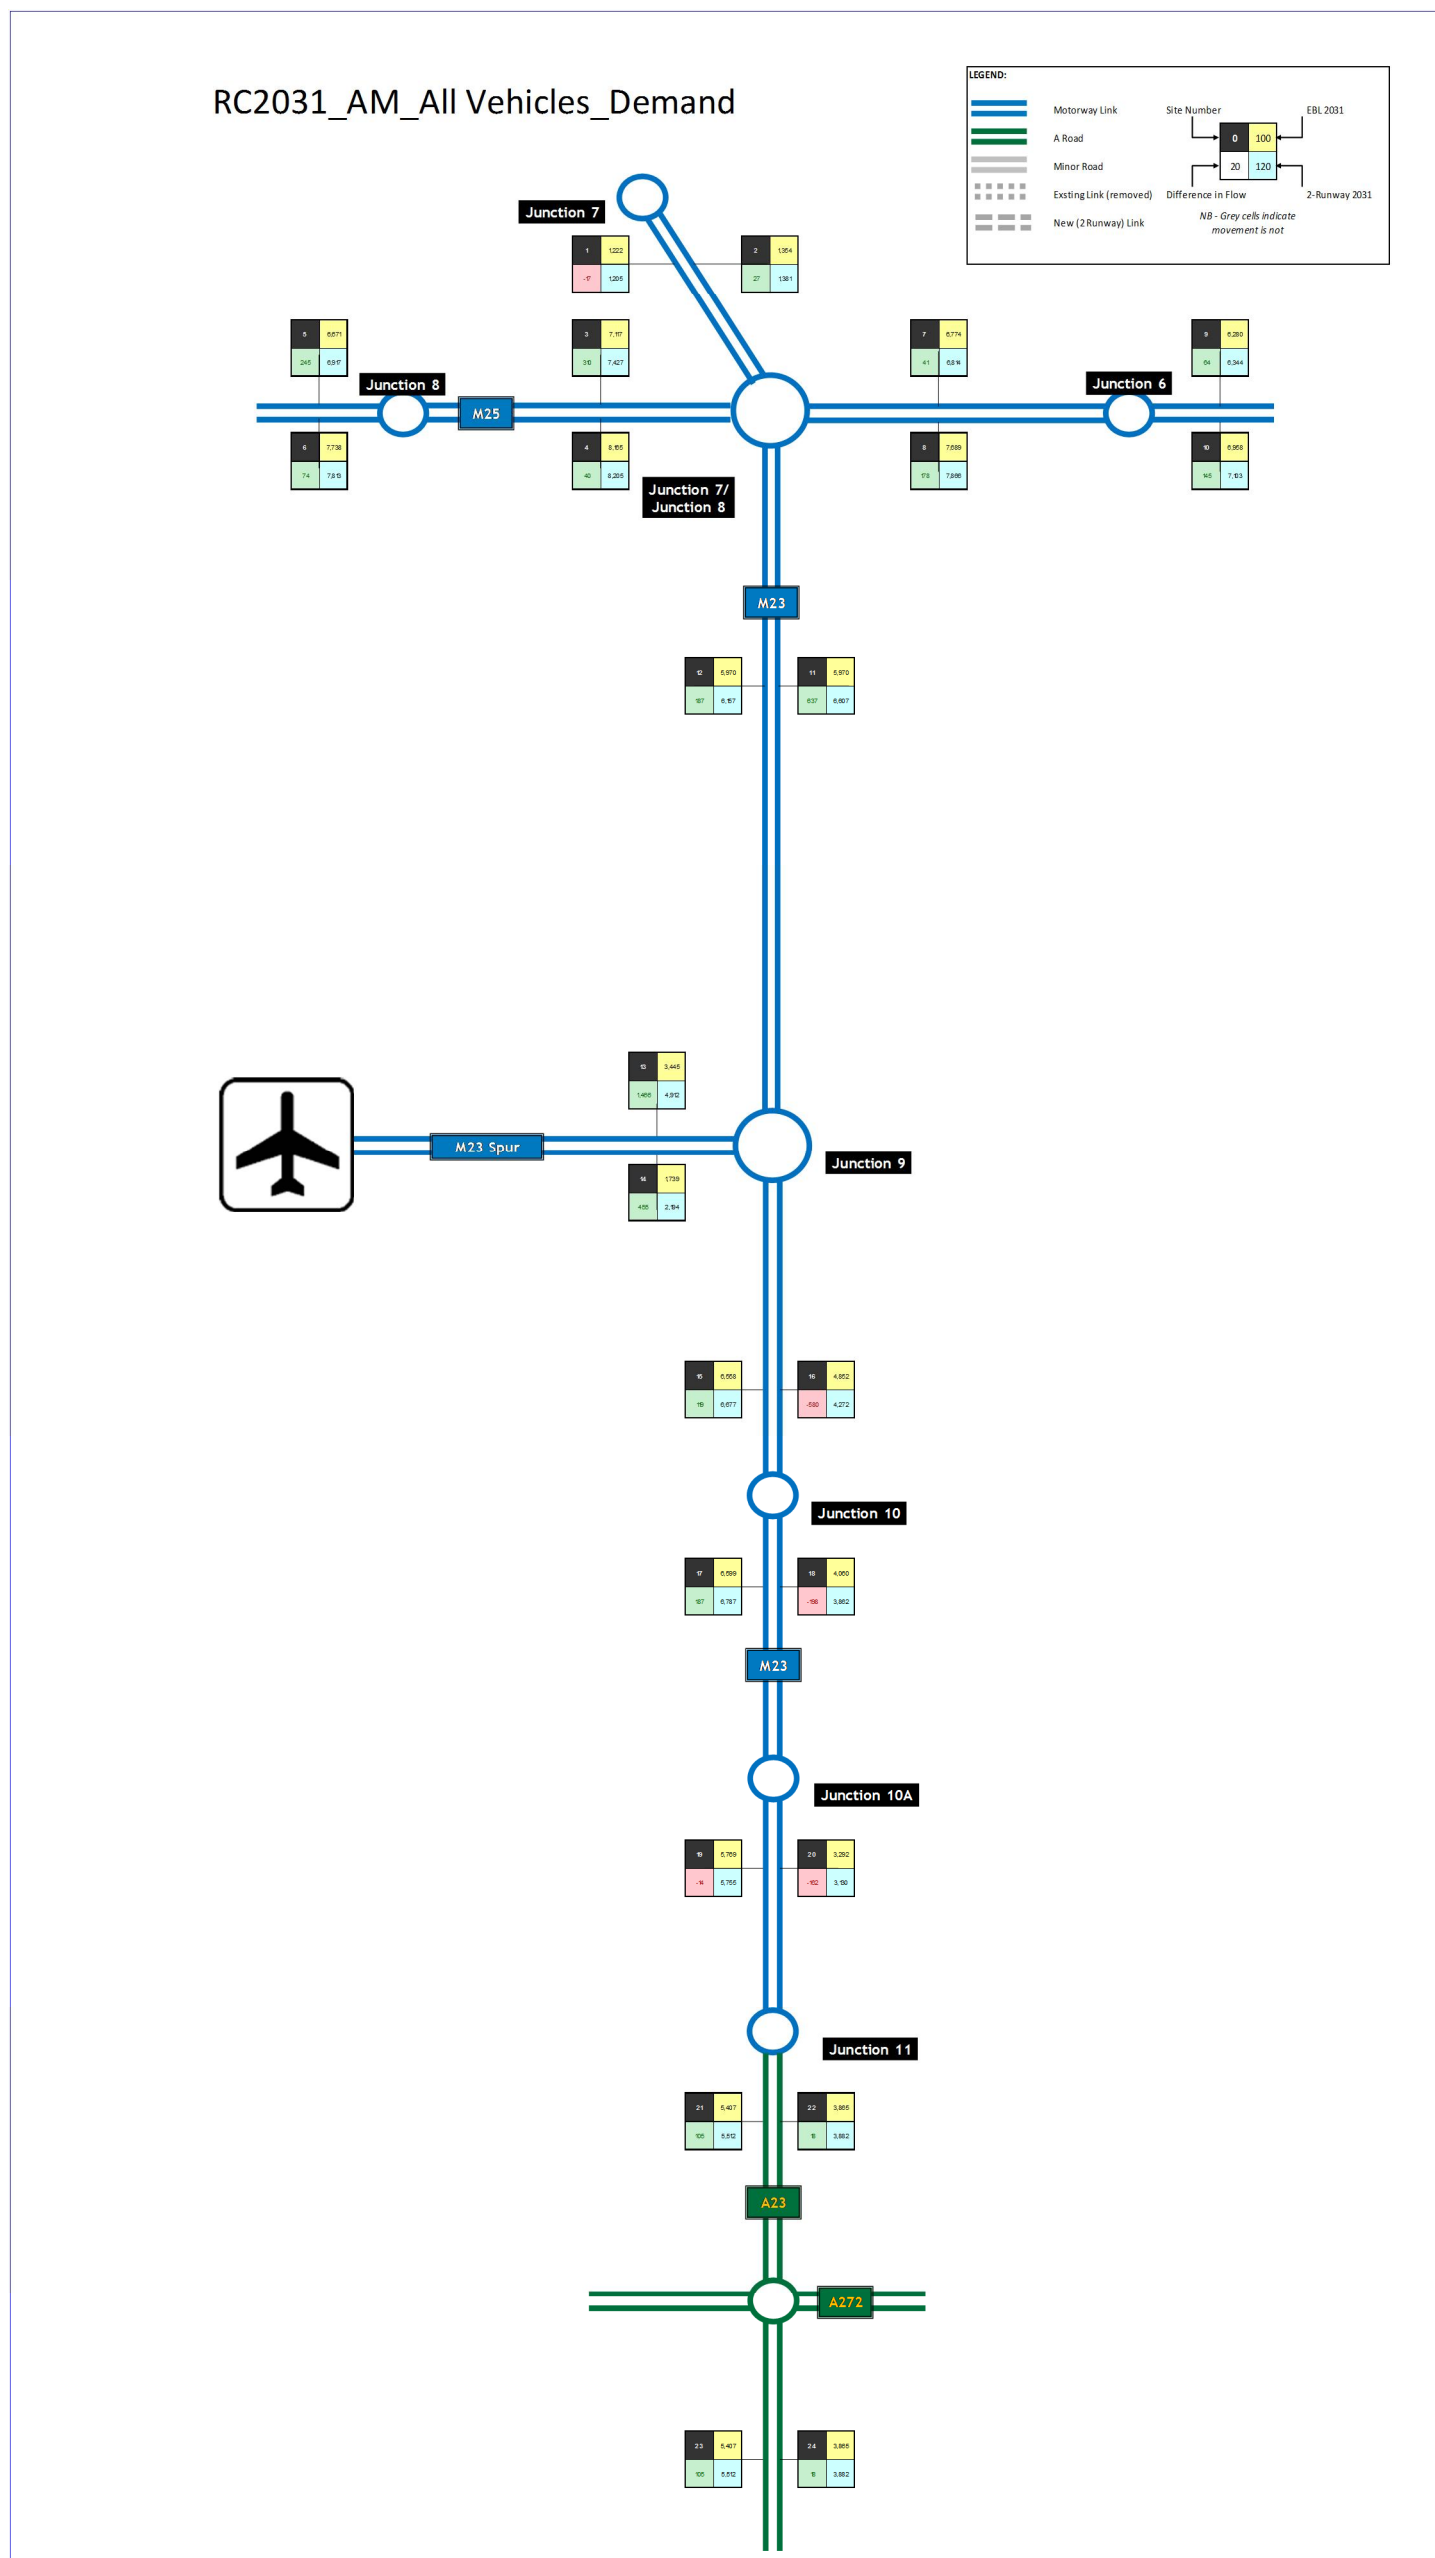 LEGEND:
RC2031_AM_All Vehicles_Demand
Motorway Link
Site Number
EBL 2031
A Road
0 100
Minor Road
20 120
Exsting Link (removed)
Difference in Flow
2-Runway 2031
New (2 Runway) Link
NB - Grey cells indicate
movement is not
Junction 7
1 1,222
-17 1,205
2 1,354
27 1,381
5 6,671
245 6,917
3 7,117
310 7,427
7 6,774
41 6,814
9 6,280
64 6,344
Junction 8
M25
Junction 6
6 7,738
74 7,813
4 8,165
40 8,205
8 7,689
178 7,866
10 6,958
145 7,103
Junction 7/
Junction 8
M23
12 5,970
187 6,157
11 5,970
637 6,607
13 3,445
1,466 4,912
M23 Spur
Junction 9
14 1,739
455 2,194
15 6,558
119 6,677
16 4,852
-580 4,272
Junction 10
17 6,599
187 6,787
18 4,060
-198 3,862
M23
Junction 10A
19 5,769
-14 5,755
20 3,292
-162 3,130
Junction 11
21 5,407
105 5,512
22 3,865
3,882
A23
A272
23 5,407
105 5,512
24 3,865
3,882